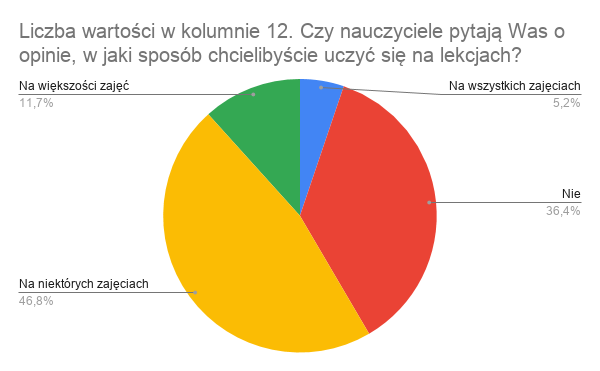 Liczba wartości w kolumnie 12. Czy nauczyciele pytają Was o
opinie, w jaki sposób chcielibyście uczyć się na lekcjach?
Na większości zajęć
11,7%
Na wszystkich zajęciach
5,2%
Nie
36,4%
Na niektórych zajęciach
46,8%